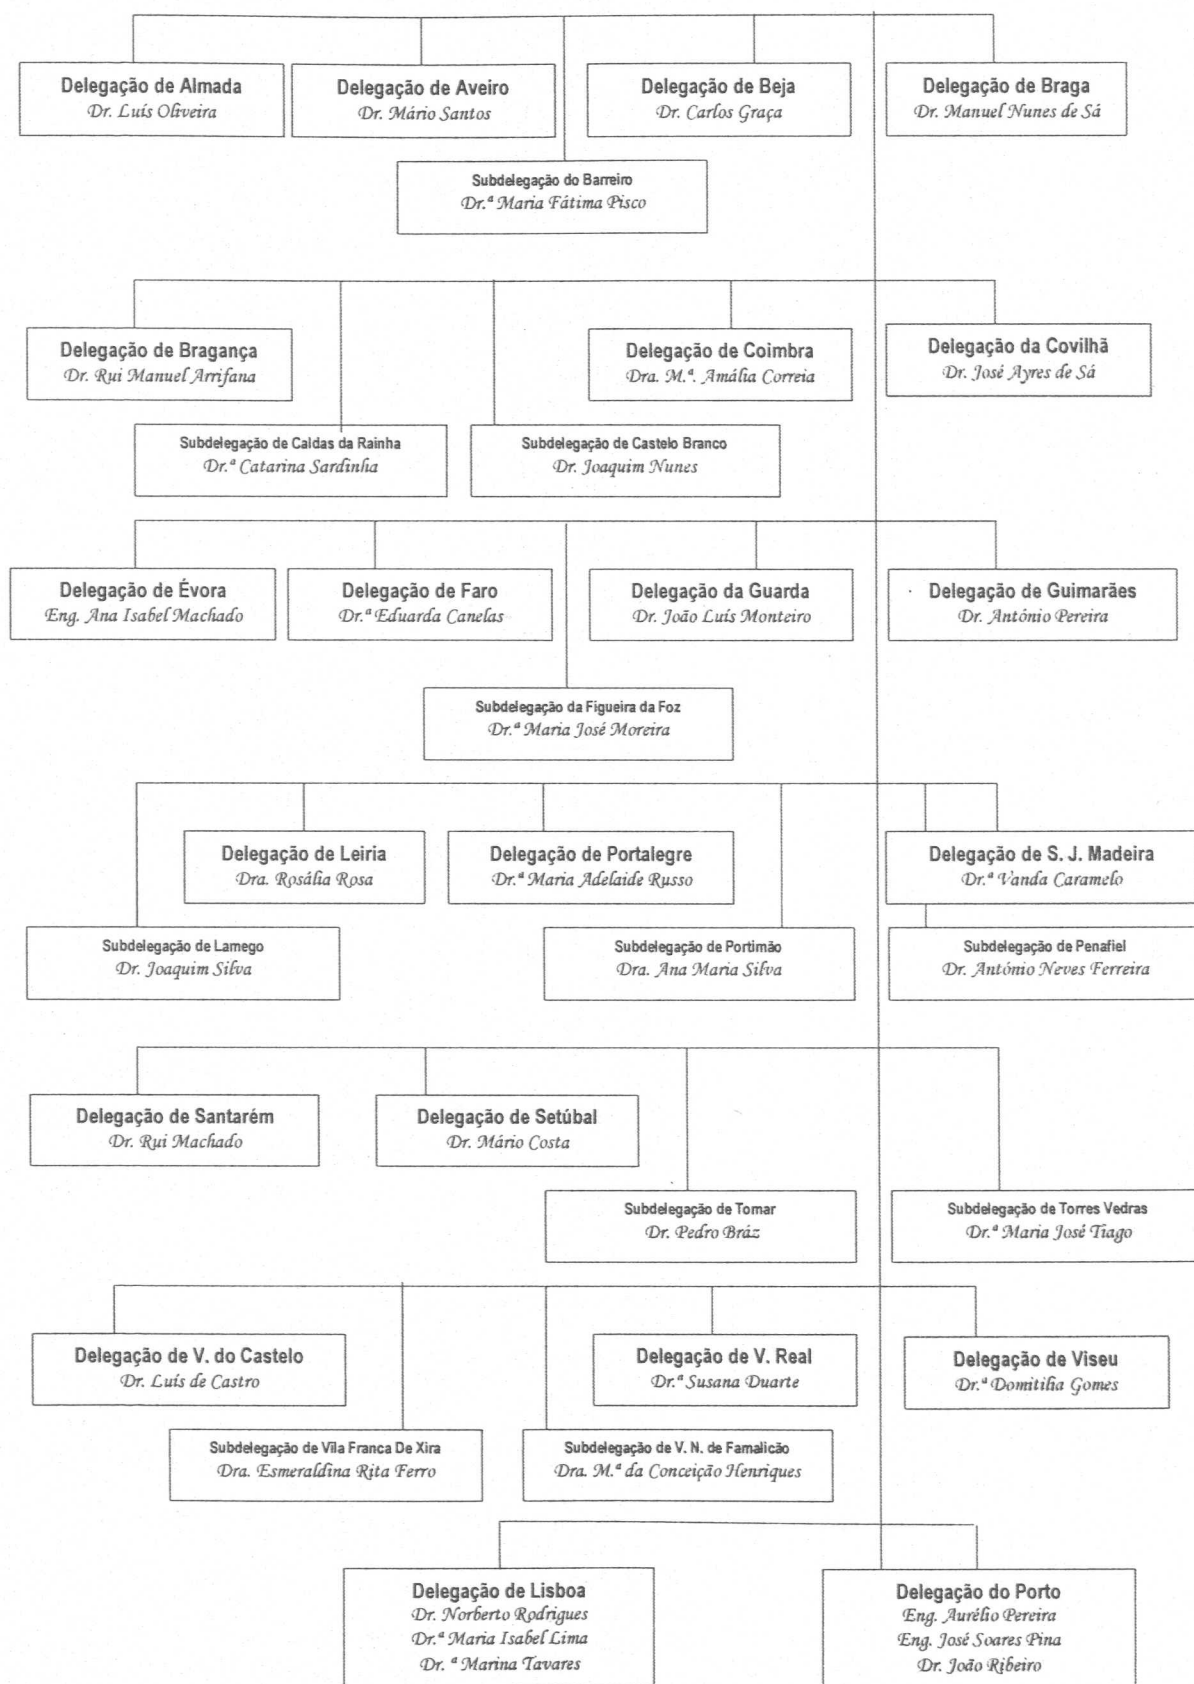 Delegação de Almada
Dr. Luís Oliveira
Delegação de Aveiro
Dr. Mário Santos
Delegação de Beja
Dr. Carlos Graça
Delegação de Braga
Dr. Manuel Nunes de Sá
Subdelegação do Barreiro
Dr.ª Maria Fátima Pisco
Delegação de Bragança
Dr. Rui Manuel Arrifana
Delegação de Coimbra
Dra. M.ª. Amália Correia
Delegação da Covilhã
Dr. José Ayres de Sá
Subdelegação de Caldas da Rainha
Dr.ª Catarina Sardinha
Subdelegação de Castelo Branco
Dr. Joaquim Nunes
Delegação de Évora
Eng. Ana Isabel Machado
Delegação de Faro
Dr.ª Eduarda Canelas
Delegação da Guarda
Dr. João Luís Monteiro
Delegação de Guimarães
Dr. António Pereira
Subdelegação da Figueira da Foz
Dr.ª Maria José Moreira
Delegação de Leiria
Dra. Rosália Rosa
Delegação de Portalegre
Dr.ª Maria Adelaide Russo
Delegação de S. J. Madeira
Dr.ª Vanda Caramelo
Subdelegação de Lamego
Dr. Joaquim Silva
Subdelegação de Portimão
Dra. Ana Maria Silva
Subdelegação de Penafiel
Dr. António Neves Ferreira
Delegação de Santarém
Dr. Rui Machado
Delegação de Setúbal
Dr. Mário Costa
Subdelegação de Tomar
Dr. Pedro Bráz
Subdelegação de Torres Vedras
Dr.ª Maria José Tiago
Delegação de V. do Castelo
Dr. Luís de Castro
Delegação de V. Real
Dr.ª Susana Duarte
Delegação de Viseu
Dr.ª Domitilia Gomes
Subdelegação de Vila Franca De Xira
Dra. Esmeraldina Rita Ferro
Subdelegação de V. N. de Famalicão
Dra. M.ª da Conceição Henriques
Delegação de Lisboa
Dr. Norberto Rodrigues
Dr.ª Maria Isabel Lima
Dr. ª Marina Tavares
Delegação do Porto
Eng. Aurélio Pereira
Eng. José Soares Pina
Dr. João Ribeiro